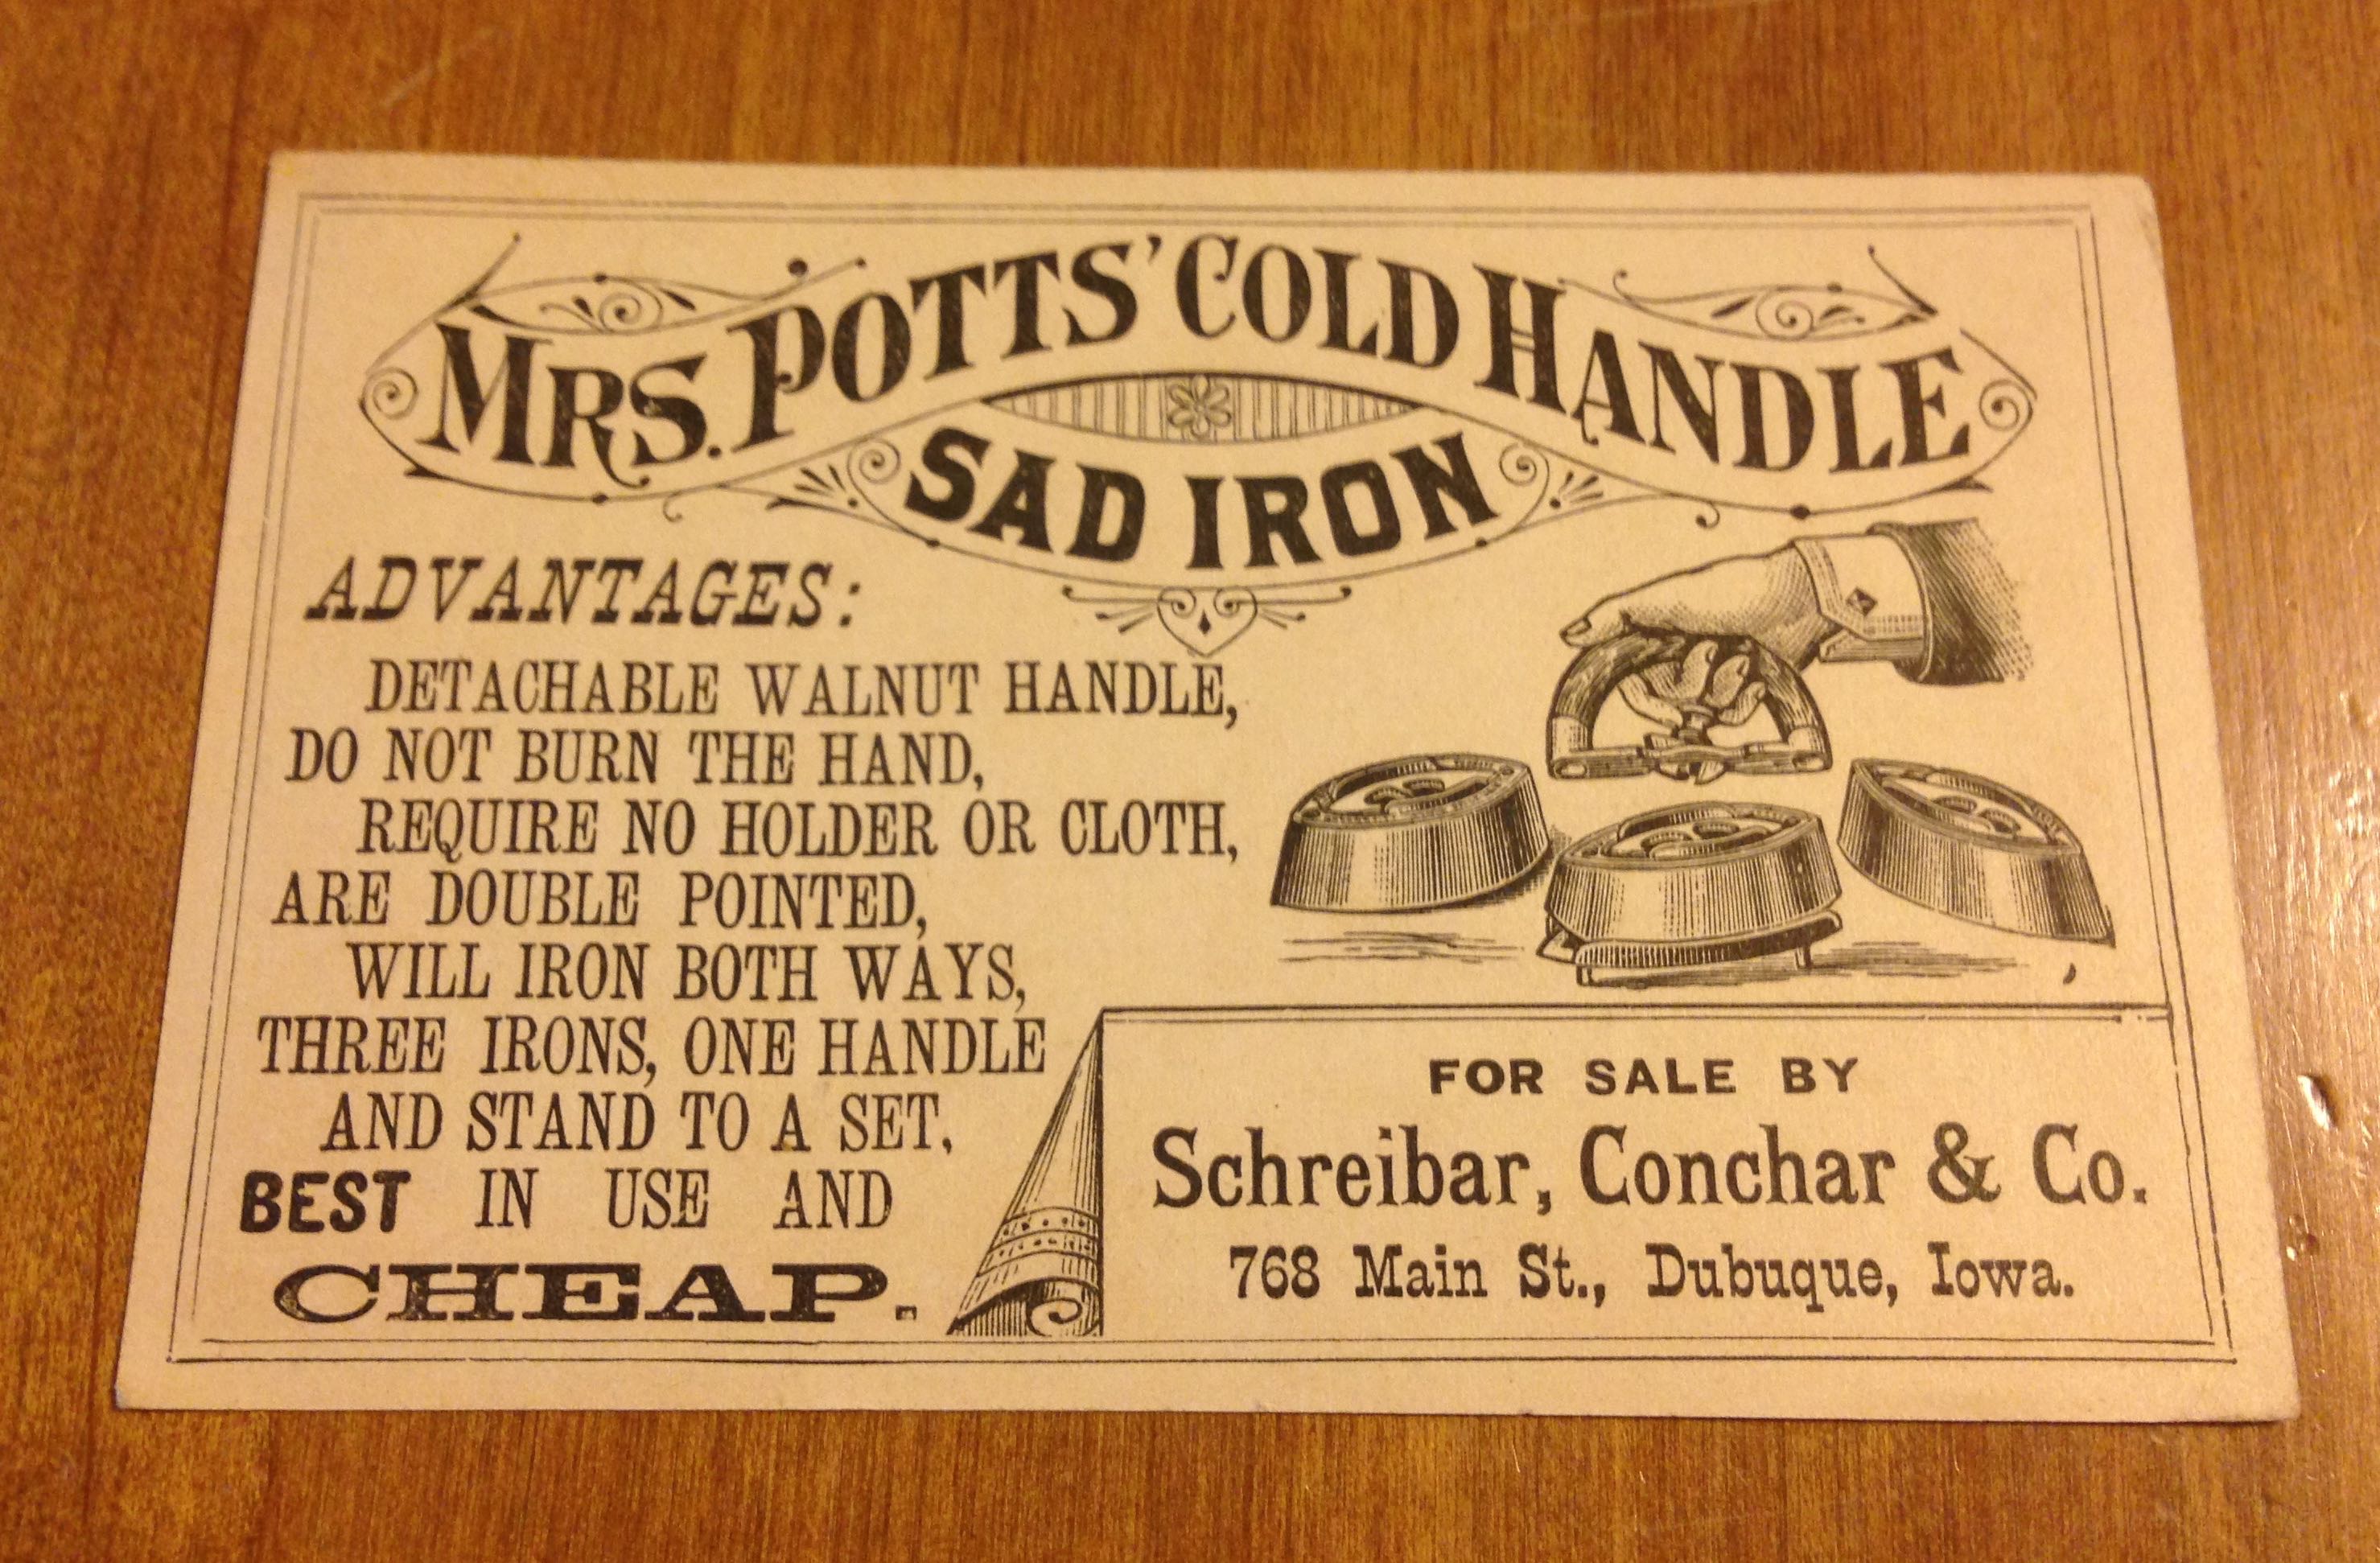 MRS. POTTS' COLD HANDLE
SAD IRON
ADVANTAGES:
DETACHABLE WALNUT HANDLE,
DO NOT BURN THE HAND,
REQUIRE NO HOLDER OR CLOTH,
ARE DOUBLE POINTED,
WILL IRON BOTH WAYS,
THREE IRONS, ONE HANDLE
AND STAND TO A SET,
BEST IN USE AND
CHEAP.
FOR SALE BY
Schreibar, Conchar & Co.
768 Main St., Dubuque, Iowa.